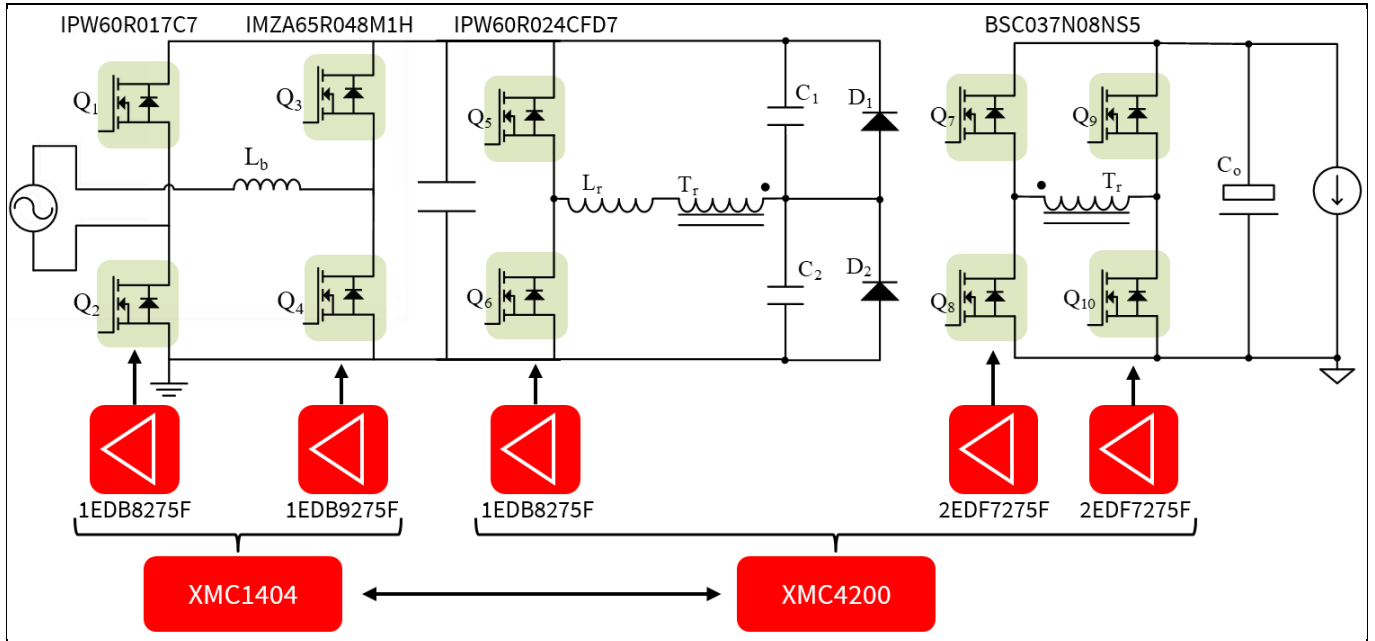 IPW60R017C7 IMZA65R048M1H IPW60R024CFD7 BSC037N08NS5
Q1 Q3 Q5 C1 D1 Q7 Q9
Lb Lr Tr Tr Co
Q2 Q4 Q6 C2 D2 Q8 Q10
1EDB8275F 1EDB9275F 1EDB8275F 2EDF7275F 2EDF7275F
XMC1404 XMC4200